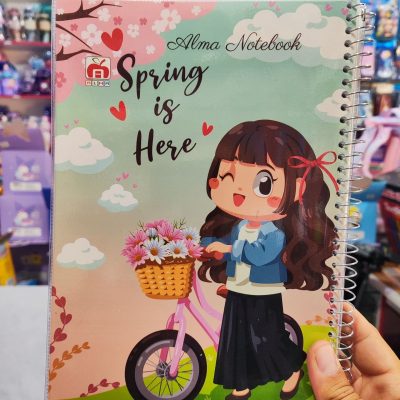 Alma Notebook
Spring
is
Here